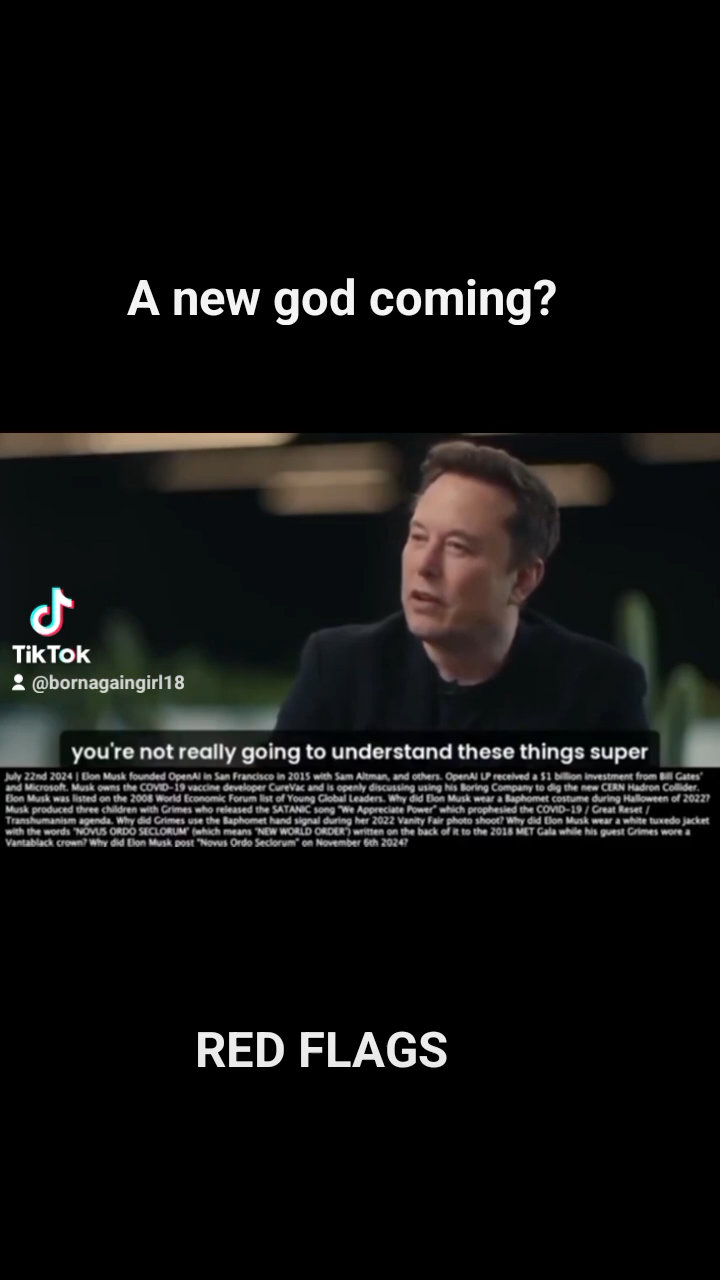 A new god coming?
TikTok
@bornagaingirl18
you're not really going to understand these things super
July 22nd 2024 | Elon Musk founded OpenAI in San Francisco in 2015 with Sam Altman, and others. OpenAI LP received a $1 billion investment from Bill Gates'
and Microsoft. Musk owns the COVID-19 vaccine developer CureVac and is openly discussing using his Boring Company to dig the new CERN Hadron Collider.
Elon Musk was listed on the 2008 World Economic Forum list of Young Global Leaders. Why did Elon Musk wear a Baphomet costume during Halloween of 2022?
Musk produced three children with Grimes who released the SATANIC song "We Appreciate Power" which prophesied the COVID-19 / Great Reset /
Transhumanism agenda. Why did Grimes use the Baphomet hand signal during her 2022 Vanity Fair photo shoot? Why did Elon Musk wear a white tuxedo jacket
with the words "NOVUS ORDO SECLORUM" (which means "NEW WORLD ORDER") written on the back of it to the 2018 MET Gala while his guest Grimes wore a
Vantablack crown? Why did Elon Musk post "Novus Ordo Seclorum" on November 6th 2024?
RED FLAGS